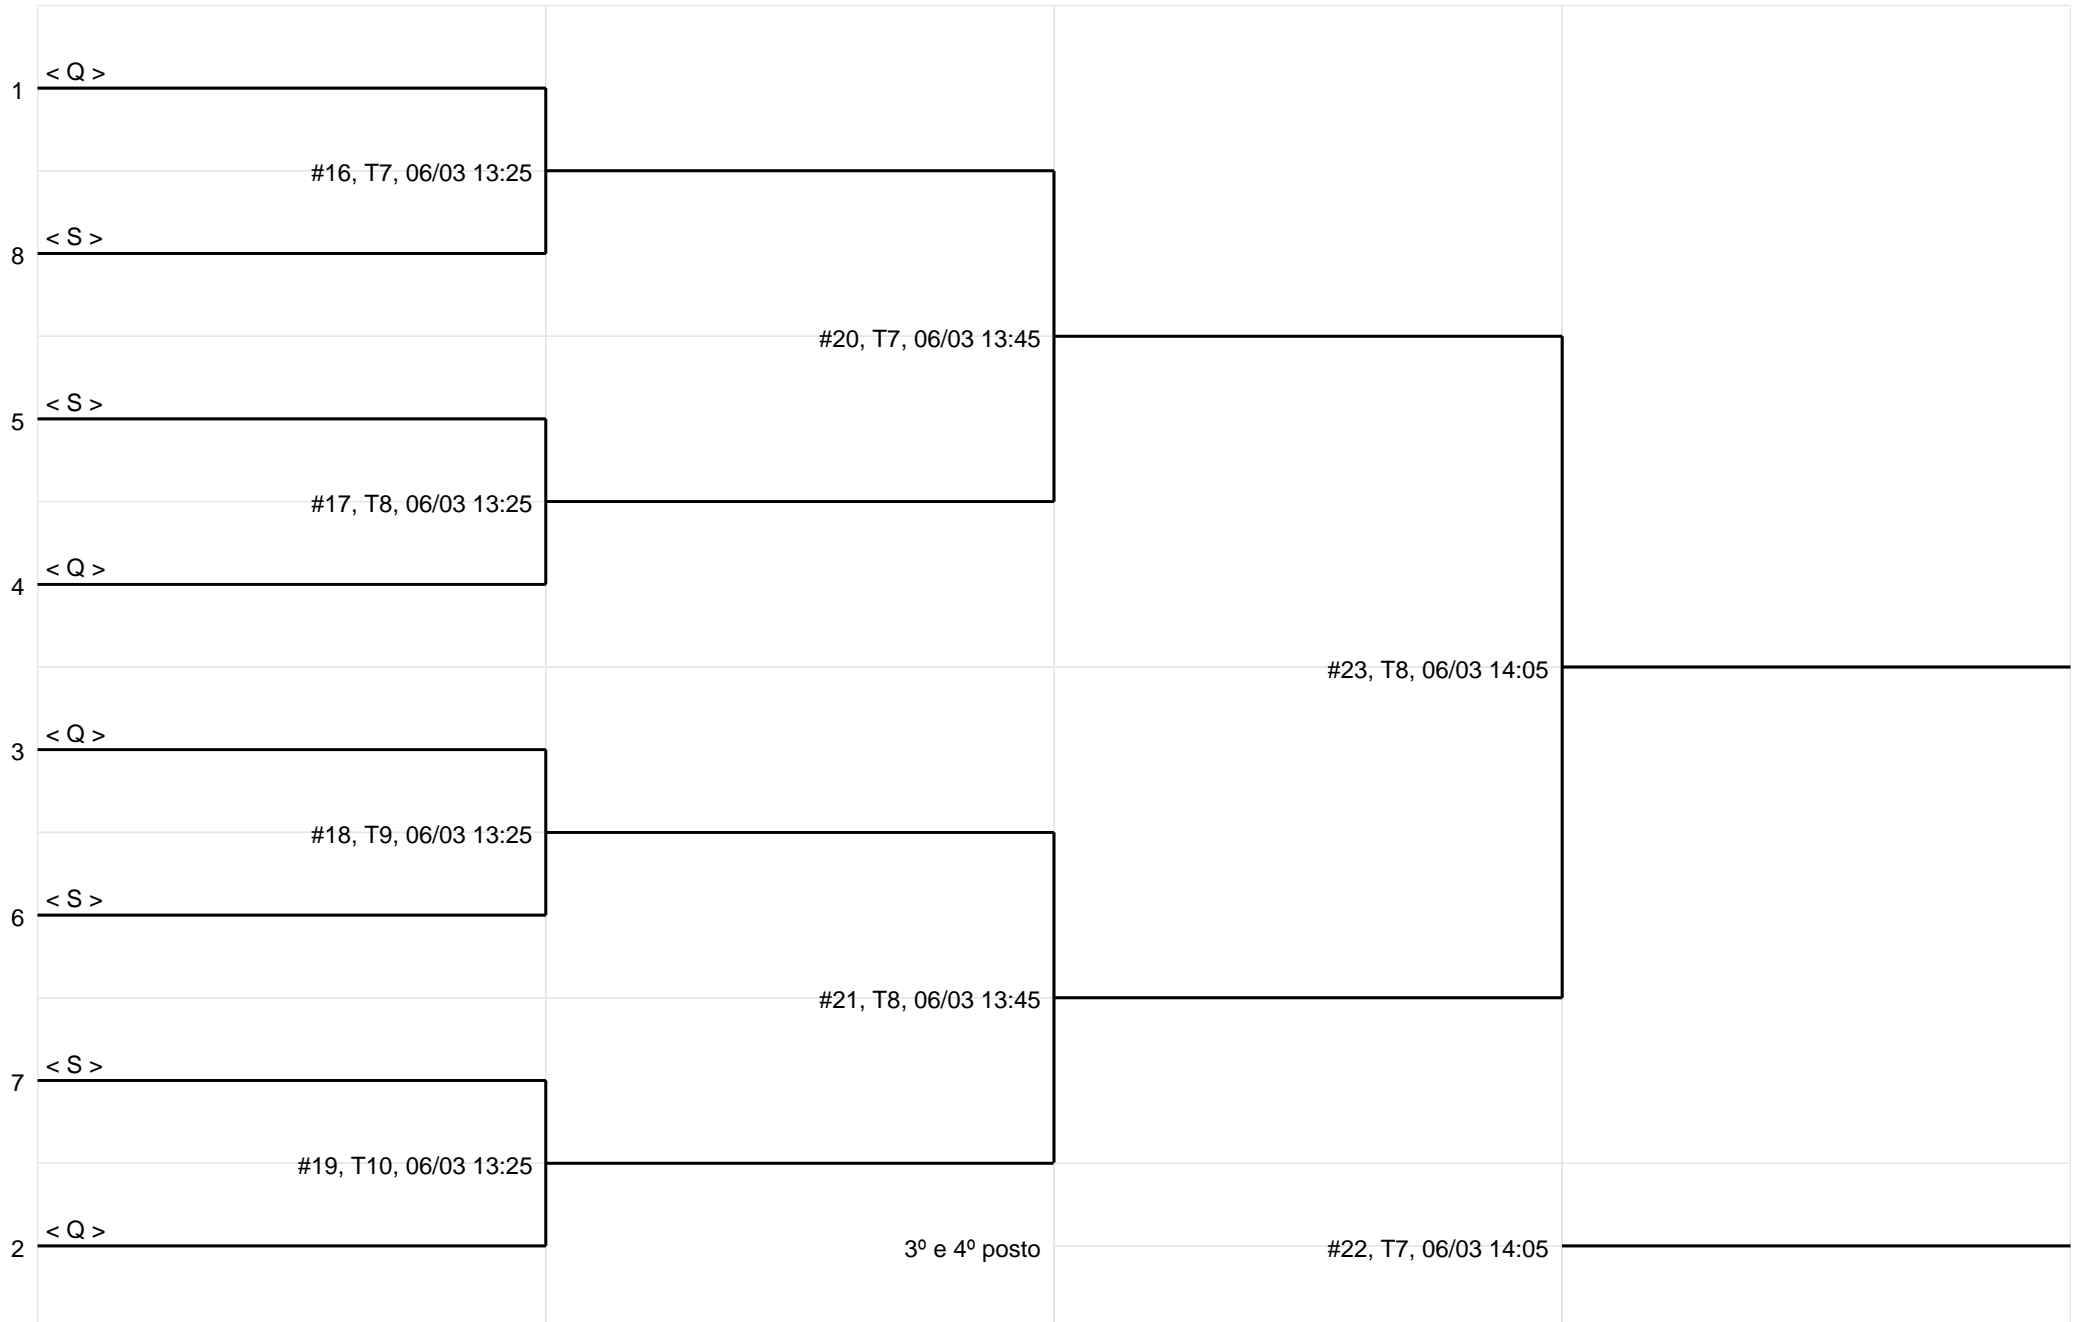 < Q >
1
#16, T7, 06/03 13:25
< S >
8
#20, T7, 06/03 13:45
< S >
5
#17, T8, 06/03 13:25
< Q >
4
#23, T8, 06/03 14:05
< Q >
3
#18, T9, 06/03 13:25
< S >
6
#21, T8, 06/03 13:45
< S >
7
#19, T10, 06/03 13:25
< Q >
2
3º e 4º posto
#22, T7, 06/03 14:05